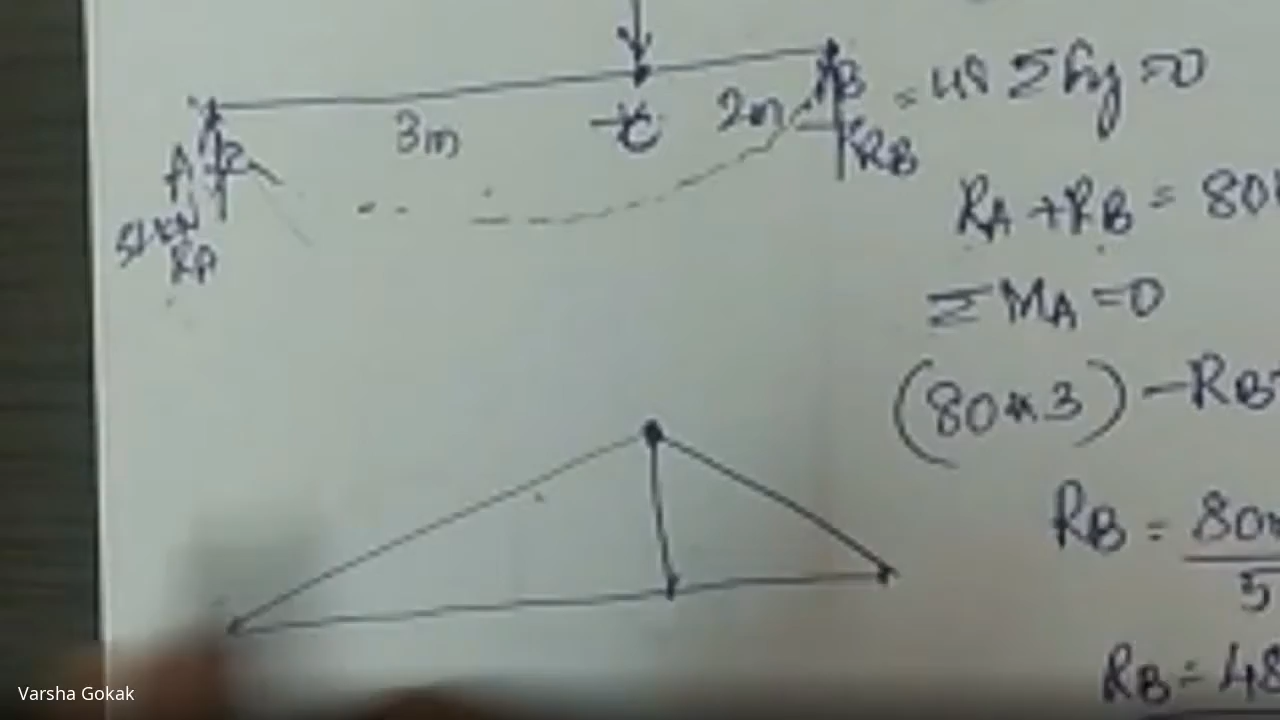 3m
C
2m
B
RB
= 48
ΣFy =0
A
RA
RA +RB = 80
ΣMA =0
(80*3) -RB
RB = 80
5
RB = 48
Varsha Gokak